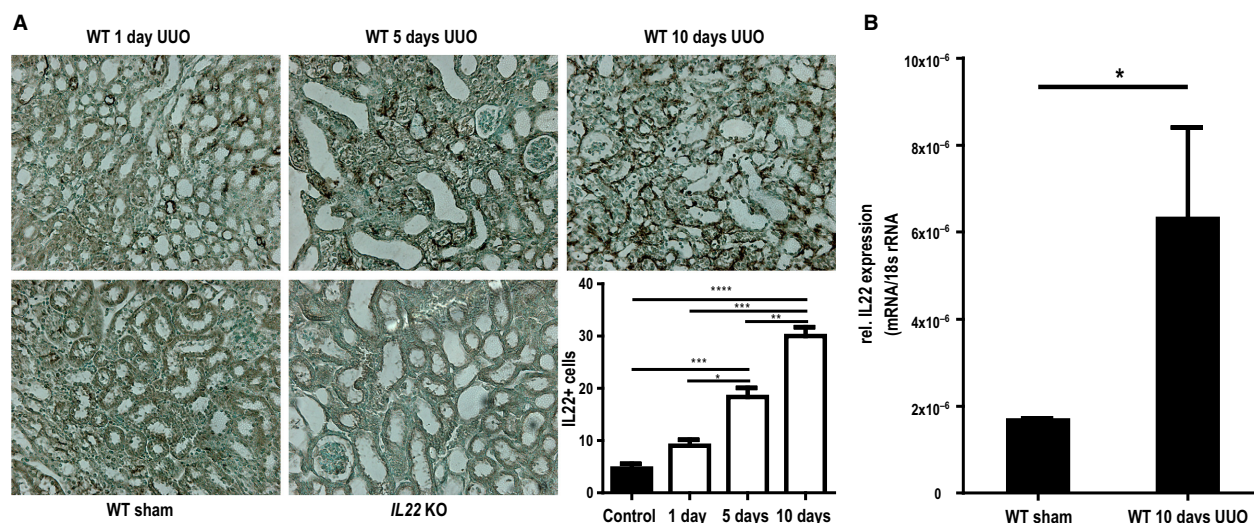 A
WT 1 day UUO
WT 5 days UUO
WT 10 days UUO
WT sham
IL22 KO
IL22+ cells
40
30
20
10
0
****
***
**
***
*
Control
1 day
5 days
10 days
B
rel. IL22 expression
(mRNA/18s rRNA)
10x10⁻⁶
8x10⁻⁶
6x10⁻⁶
4x10⁻⁶
2x10⁻⁶
0
*
WT sham
WT 10 days UUO